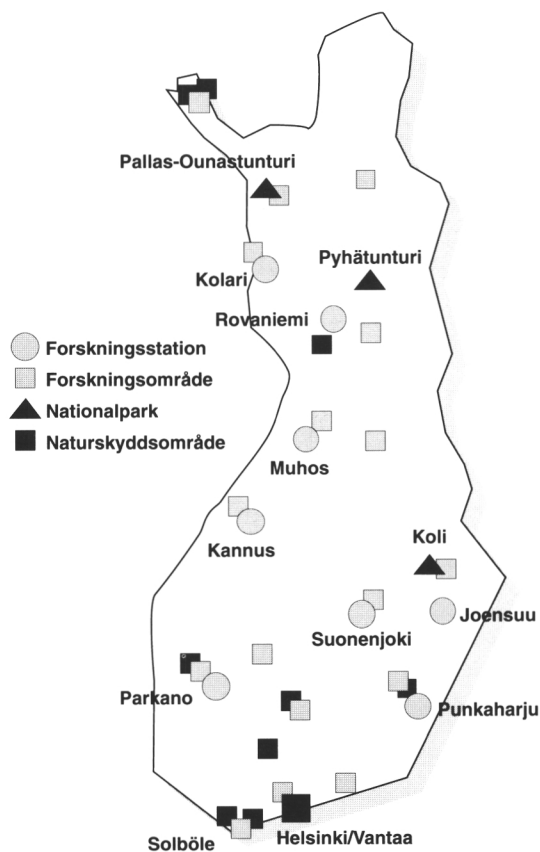 Pallas-Ounastunturi
Pyhätunturi
Kolari
Rovaniemi
Forskningsstation
Forskningsområde
Nationalpark
Naturskyddsområde
Muhos
Kannus
Koli
Joensuu
Suonenjoki
Parkano
Punkaharju
Helsinki/Vantaa
Solböle